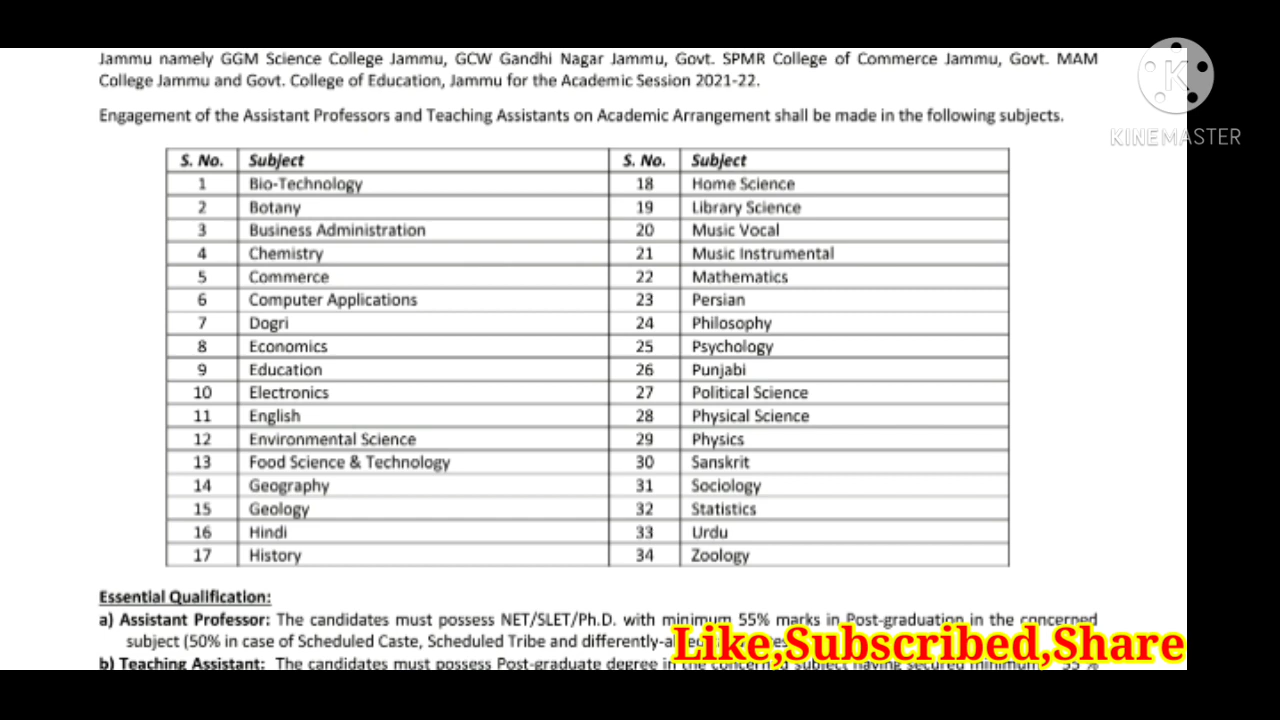 Jammu namely GGM Science College Jammu, GCW Gandhi Nagar Jammu, Govt. SPMR College of Commerce Jammu, Govt. MAM
College Jammu and Govt. College of Education, Jammu for the Academic Session 2021-22.
K
KINEMASTER
Engagement of the Assistant Professors and Teaching Assistants on Academic Arrangement shall be made in the following subjects.
S. No. Subject S. No. Subject
1 Bio-Technology 18 Home Science
2 Botany 19 Library Science
3 Business Administration 20 Music Vocal
4 Chemistry 21 Music Instrumental
5 Commerce 22 Mathematics
6 Computer Applications 23 Persian
7 Dogri 24 Philosophy
8 Economics 25 Psychology
9 Education 26 Punjabi
10 Electronics 27 Political Science
11 English 28 Physical Science
12 Environmental Science 29 Physics
13 Food Science & Technology 30 Sanskrit
14 Geography 31 Sociology
15 Geology 32 Statistics
16 Hindi 33 Urdu
17 History 34 Zoology
Essential Qualification:
a) Assistant Professor: The candidates must possess NET/SLET/Ph.D. with minimum 55% marks in Post-graduation in the concerned
subject (50% in case of Scheduled Caste, Scheduled Tribe and
Like,Subscribed,Share
b) Teaching Assistant: The candidates must possess Post-graduate degree in the concerned subject having secured minimum